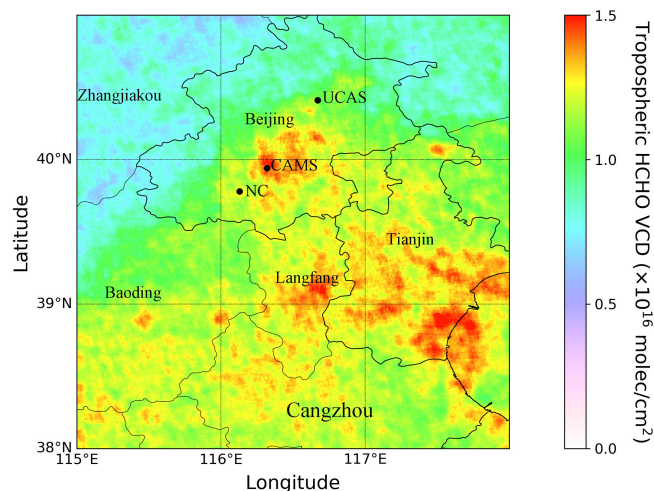 Zhangjiakou
UCAS
Beijing
CAMS
NC
Tianjin
Langfang
Baoding
Cangzhou
40°N
39°N
38°N
115°E
116°E
117°E
Latitude
Longitude
1.5
1.0
0.5
0.0
Tropospheric HCHO VCD (×10¹⁶ molec/cm²)